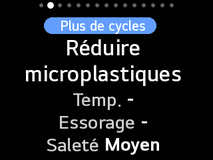 Plus de cycles
Réduire
microplastiques
Temp. -
Essorage -
Saleté Moyen